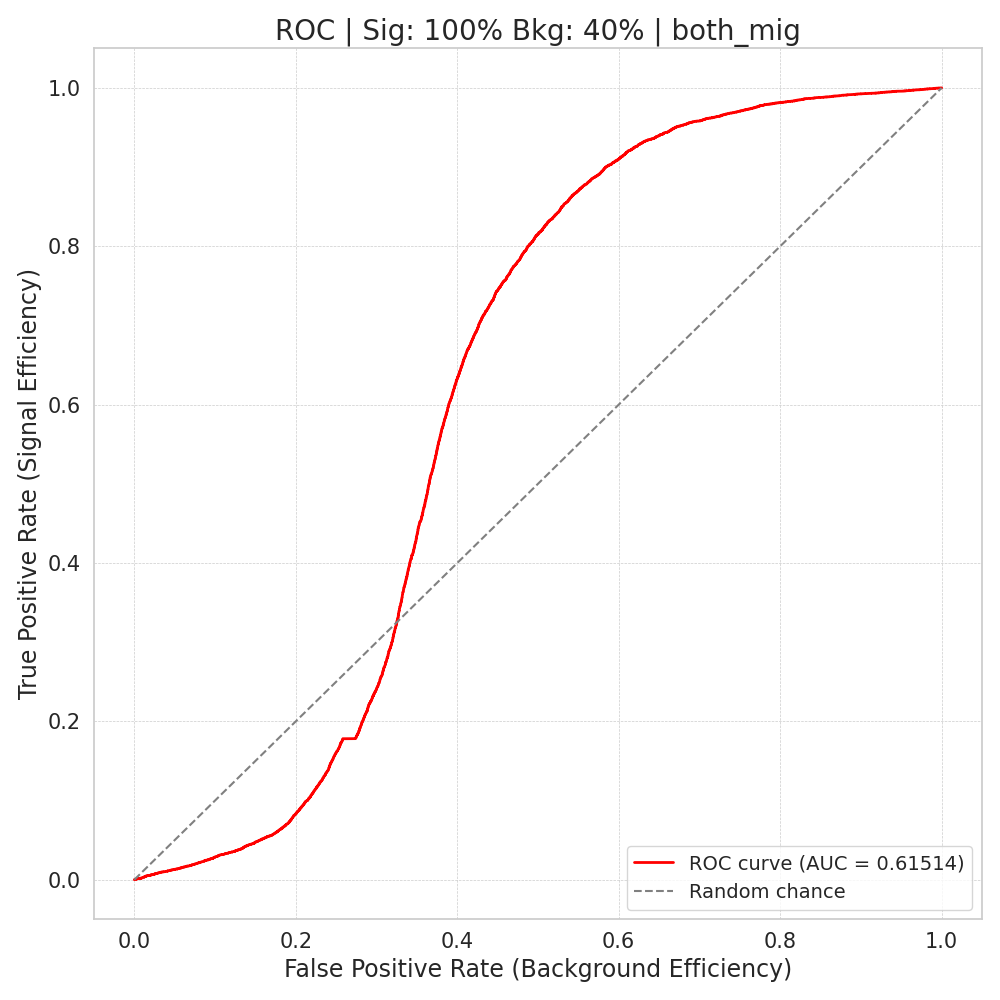 ROC | Sig: 100% Bkg: 40% | both_mig
True Positive Rate (Signal Efficiency)
1.0
0.8
0.6
0.4
0.2
0.0
ROC curve (AUC = 0.61514)
Random chance
0.0 0.2 0.4 0.6 0.8 1.0
False Positive Rate (Background Efficiency)